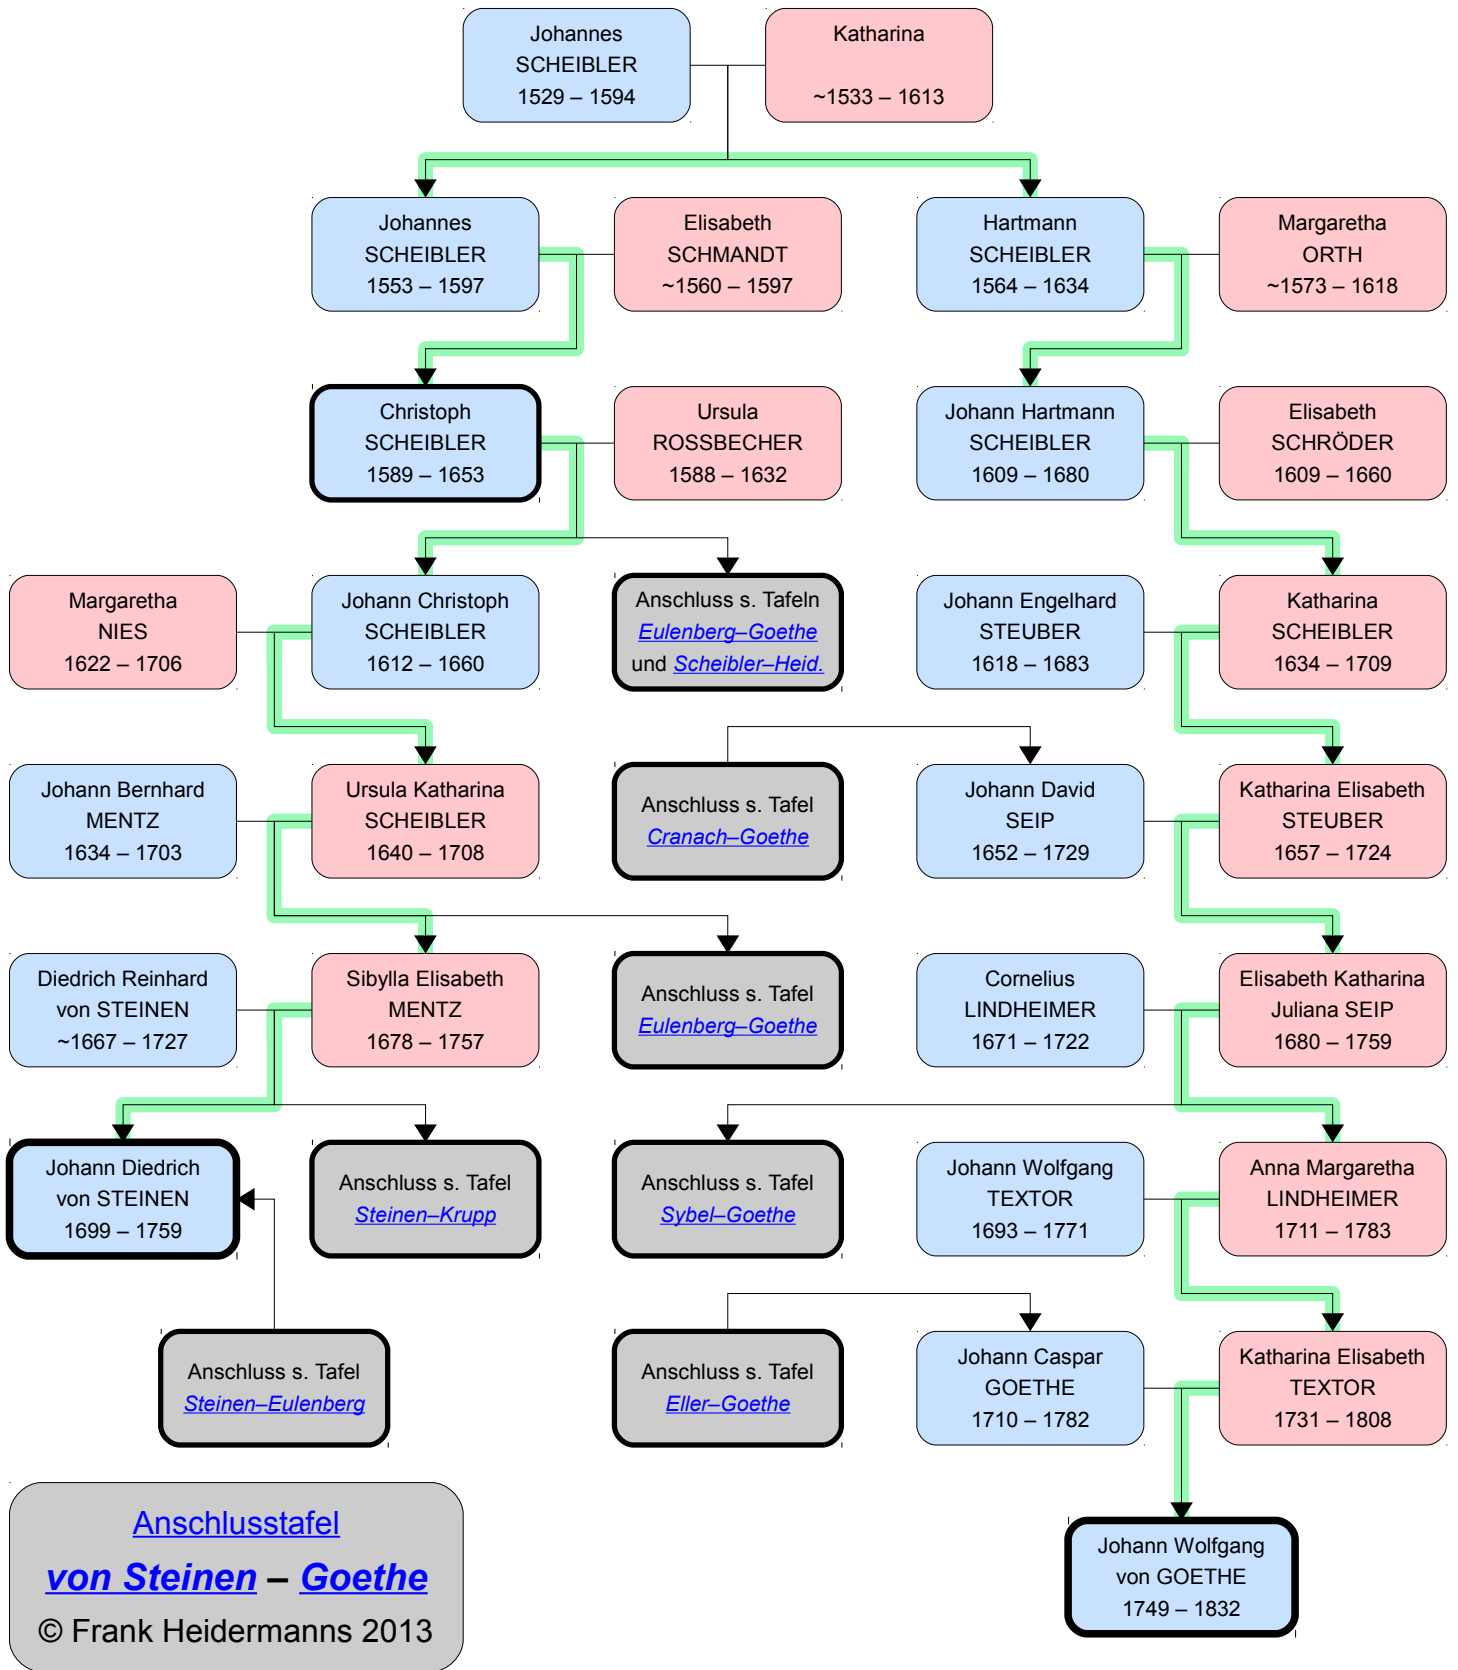 Johannes
SCHEIBLER
1529 – 1594
Katharina
~1533 – 1613
Johannes
SCHEIBLER
1553 – 1597
Elisabeth
SCHMANDT
~1560 – 1597
Hartmann
SCHEIBLER
1564 – 1634
Margaretha
ORTH
~1573 – 1618
Christoph
SCHEIBLER
1589 – 1653
Ursula
ROSSBECHER
1588 – 1632
Johann Hartmann
SCHEIBLER
1609 – 1680
Elisabeth
SCHRÖDER
1609 – 1660
Margaretha
NIES
1622 – 1706
Johann Christoph
SCHEIBLER
1612 – 1660
Anschluss s. Tafeln
Eulenberg–Goethe
und Scheibler–Heid.
Johann Engelhard
STEUBER
1618 – 1683
Katharina
SCHEIBLER
1634 – 1709
Johann Bernhard
MENTZ
1634 – 1703
Ursula Katharina
SCHEIBLER
1640 – 1708
Anschluss s. Tafel
Cranach–Goethe
Johann David
SEIP
1652 – 1729
Katharina Elisabeth
STEUBER
1657 – 1724
Diedrich Reinhard
von STEINEN
~1667 – 1727
Sibylla Elisabeth
MENTZ
1678 – 1757
Anschluss s. Tafel
Eulenberg–Goethe
Cornelius
LINDHEIMER
1671 – 1722
Elisabeth Katharina
Juliana SEIP
1680 – 1759
Johann Diedrich
von STEINEN
1699 – 1759
Anschluss s. Tafel
Steinen–Krupp
Anschluss s. Tafel
Sybel–Goethe
Johann Wolfgang
TEXTOR
1693 – 1771
Anna Margaretha
LINDHEIMER
1711 – 1783
Anschluss s. Tafel
Steinen–Eulenberg
Anschluss s. Tafel
Eller–Goethe
Johann Caspar
GOETHE
1710 – 1782
Katharina Elisabeth
TEXTOR
1731 – 1808
Anschlusstafel
von Steinen – Goethe
© Frank Heidermanns 2013
Johann Wolfgang
von GOETHE
1749 – 1832